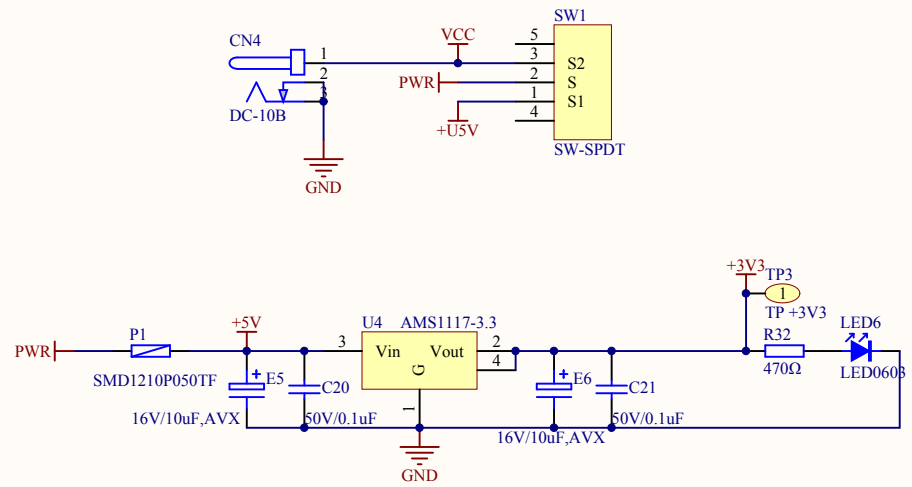 SW1
CN4
VCC
5
1
3
S2
2
PWR
2
S
3
1
S1
DC-10B
+U5V
4
SW-SPDT
GND
+3V3
TP3
1
TP +3V3
P1
+5V
U4
AMS1117-3.3
R32
LED6
PWR
3
Vin
Vout
2
4
G
SMD1210P050TF
E5
C20
1
E6
C21
470Ω
LED0603
16V/10uF,AVX
50V/0.1uF
16V/10uF,AVX
50V/0.1uF
GND